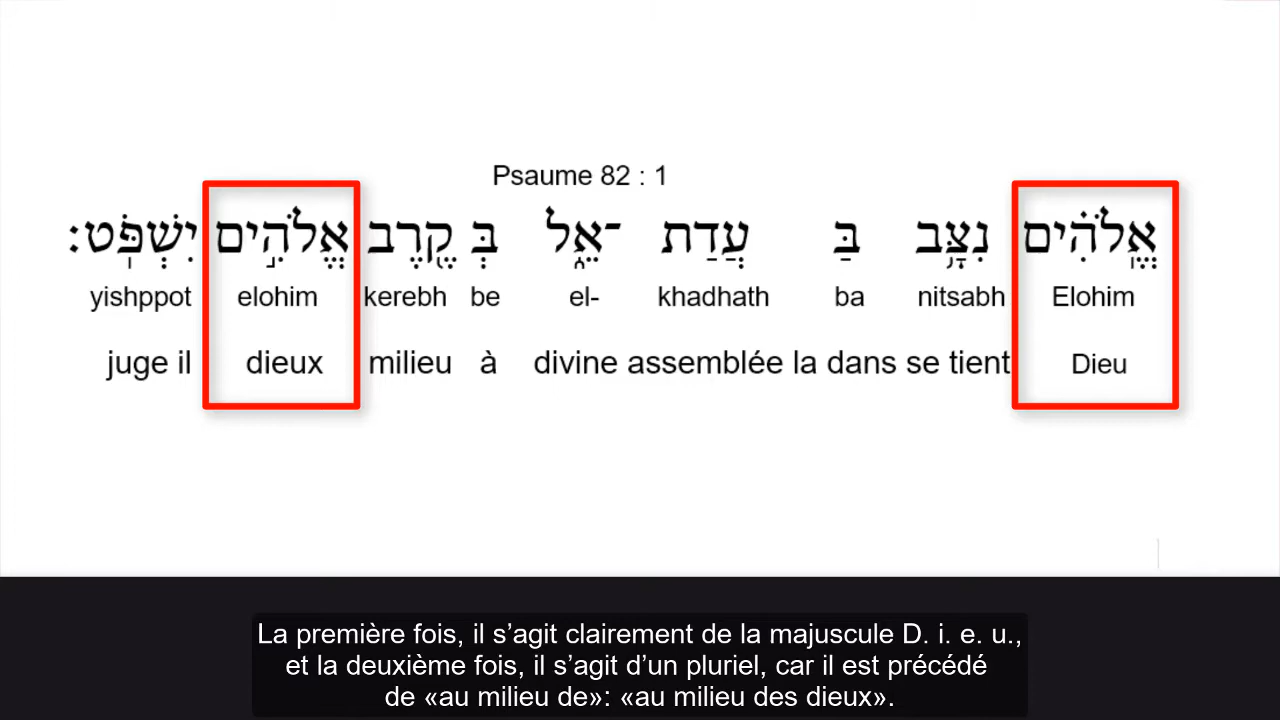 Psaume 82 : 1
אֱֽלֹהִ֗ים נִצָּ֥ב בַּ עֲדַת ־אֵ֑ל בְּ קֶ֖רֶב אֱלֹהִ֣ים יִשְׁפֹּֽט׃
yishppot elohim kerebh be el- khadhath ba nitsabh Elohim
juge il dieux milieu à divine assemblée la dans se tient Dieu
La première fois, il s’agit clairement de la majuscule D. i. e. u.,
et la deuxième fois, il s’agit d’un pluriel, car il est précédé
de «au milieu de»: «au milieu des dieux».